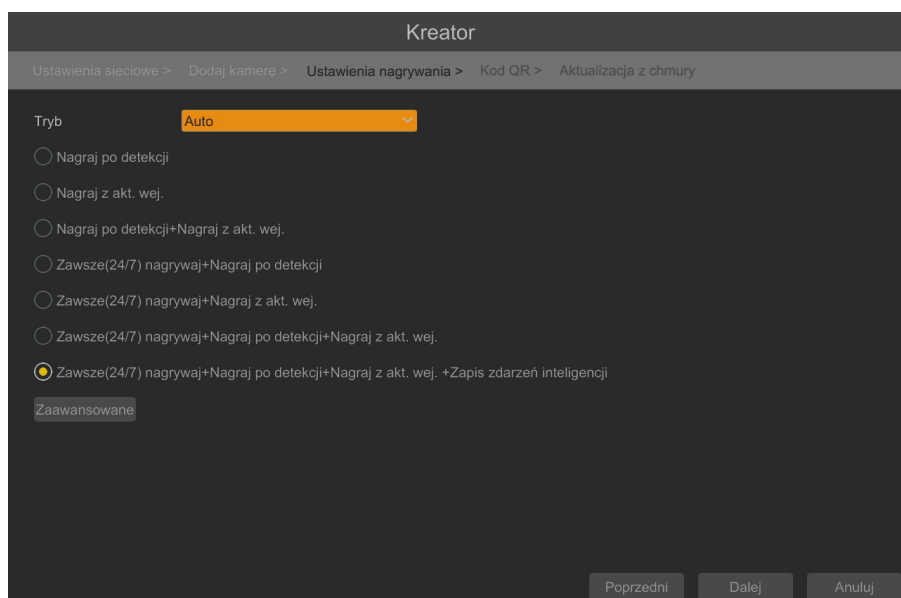 Kreator
Ustawienia sieciowe > Dodaj kamerę > Ustawienia nagrywania > Kod QR > Aktualizacja z chmury
Tryb Auto
Nagraj po detekcji
Nagraj z akt. wej.
Nagraj po detekcji+Nagraj z akt. wej.
Zawsze(24/7) nagrywaj+Nagraj po detekcji
Zawsze(24/7) nagrywaj+Nagraj z akt. wej.
Zawsze(24/7) nagrywaj+Nagraj po detekcji+Nagraj z akt. wej.
Zawsze(24/7) nagrywaj+Nagraj po detekcji+Nagraj z akt. wej. +Zapis zdarzeń inteligencji
Zaawansowane
Poprzedni Dalej Anuluj